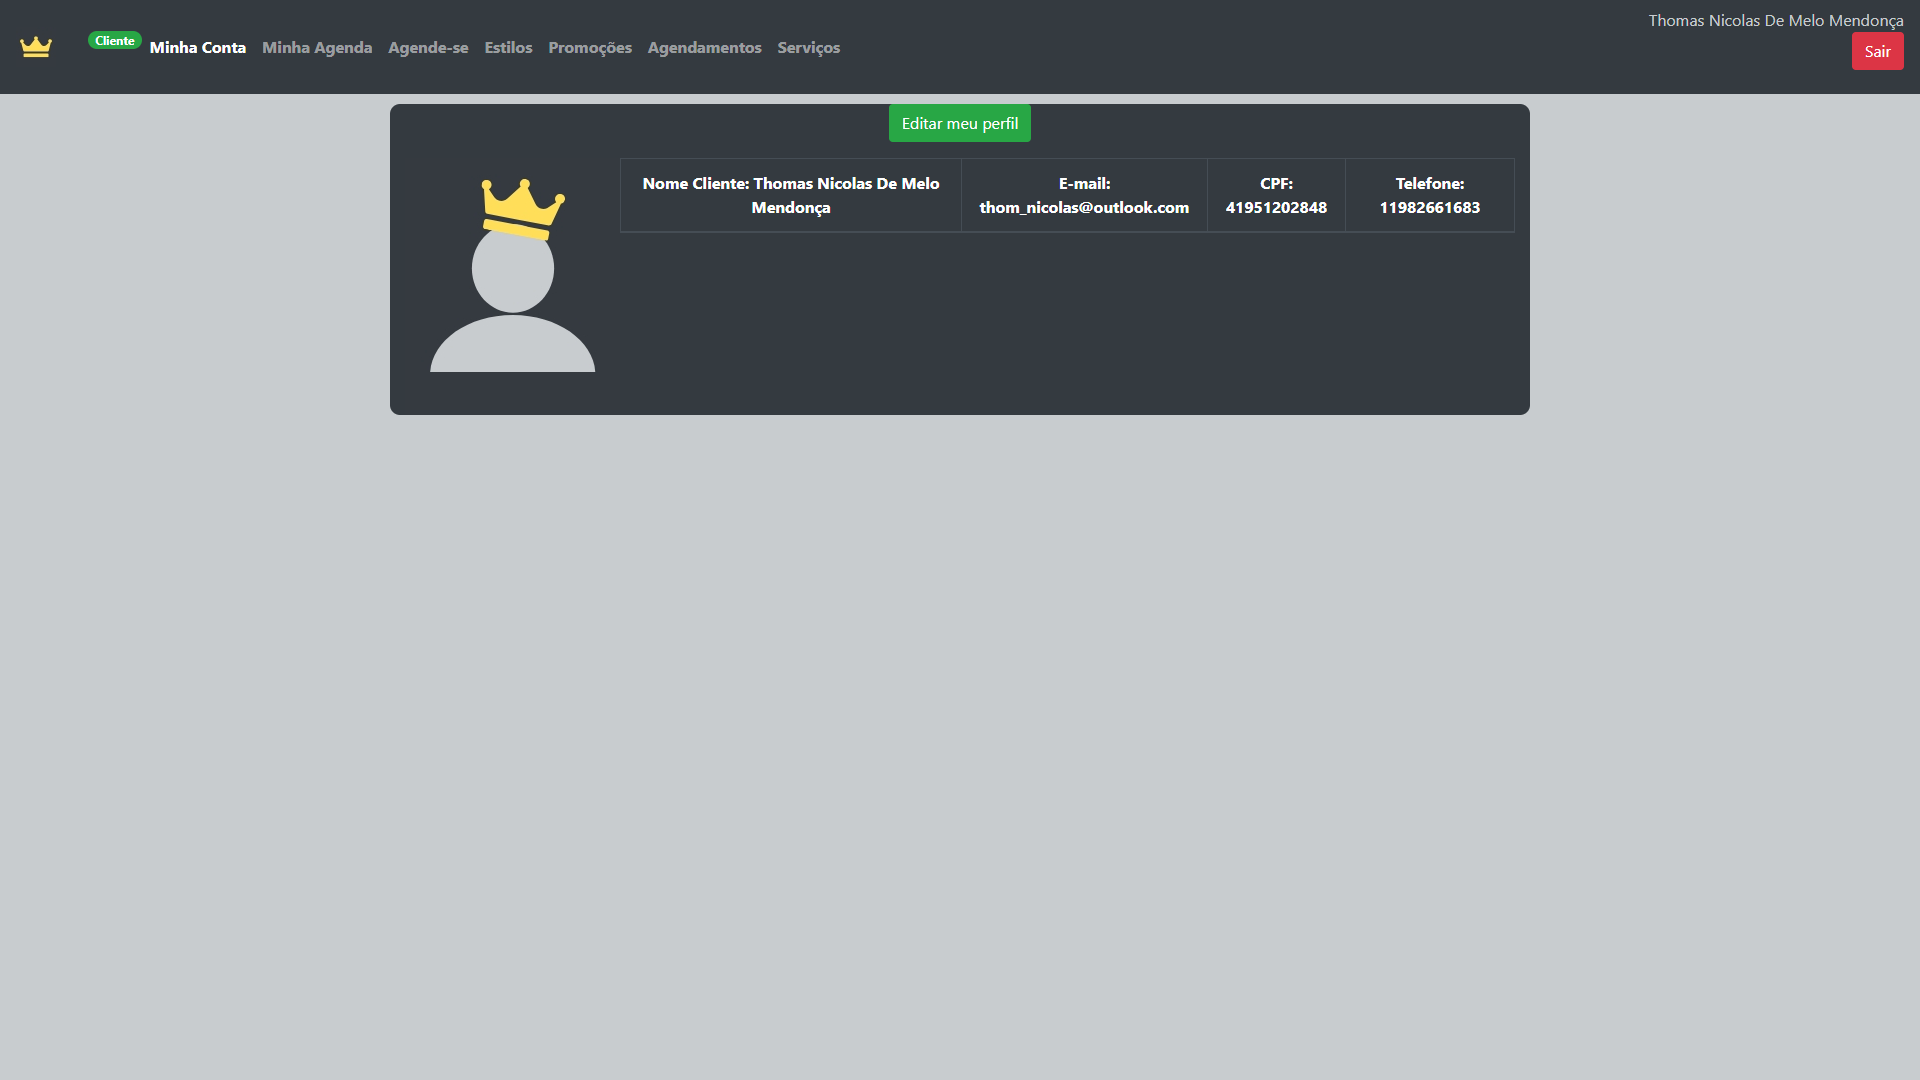 Cliente Minha Conta Minha Agenda Agende-se Estilos Promoções Agendamentos Serviços
Thomas Nicolas De Melo Mendonça
Sair
Editar meu perfil
Nome Cliente: Thomas Nicolas De Melo
Mendonça
E-mail:
thom_nicolas@outlook.com
CPF:
41951202848
Telefone:
11982661683